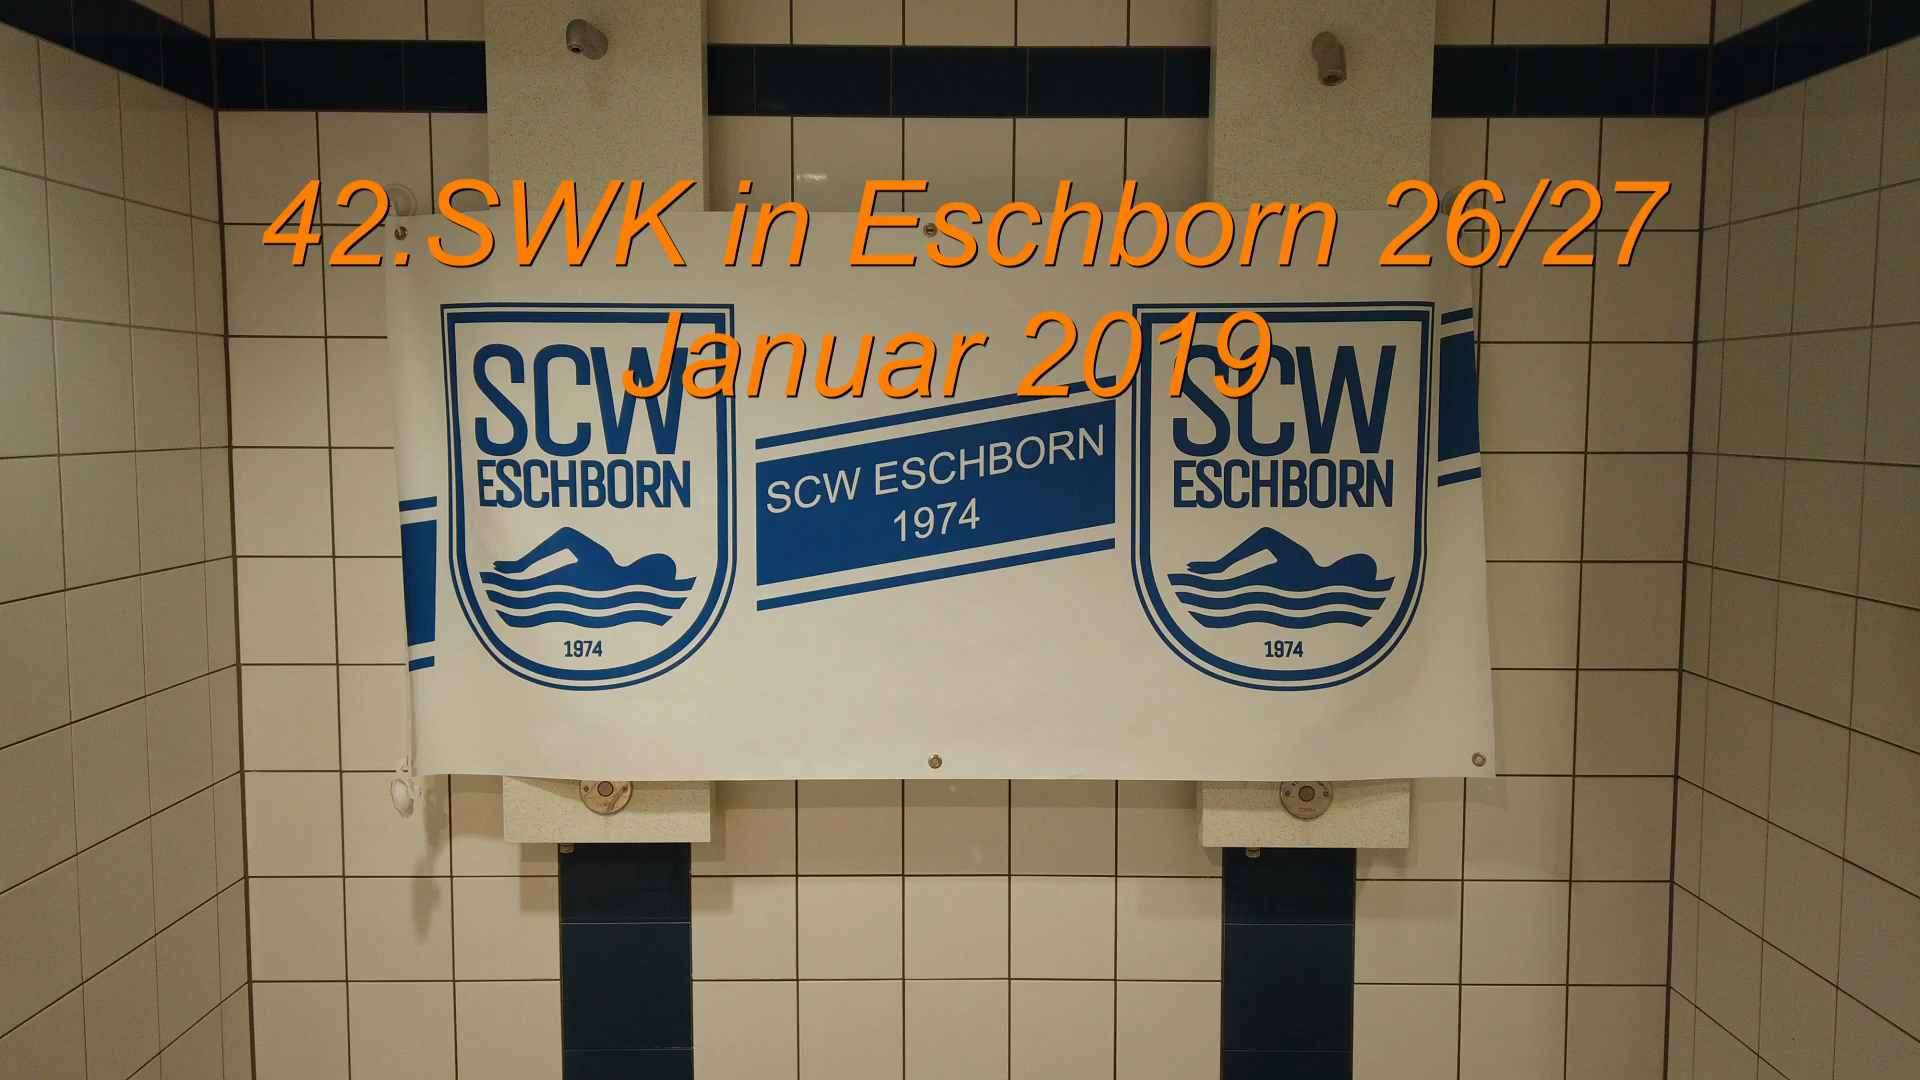 42.SWK in Eschborn 26/27
Januar 2019
SCW
ESCHBORN
1974
SCW ESCHBORN
1974
SCW
ESCHBORN
1974